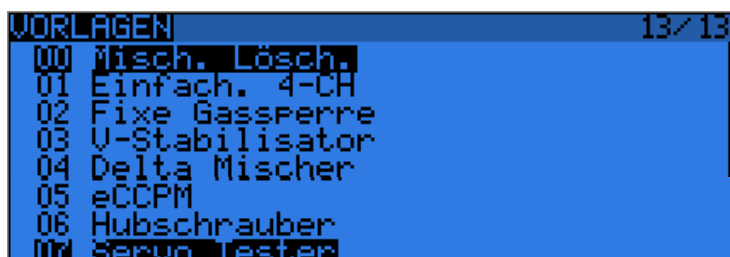 VORLAGEN 13/13
00 Misch. Lösch.
01 Einfach. 4-CH
02 Fixe Gassperre
03 V-Stabilisator
04 Delta Mischer
05 eCCPM
06 Hubschrauber
07 Servo Tester